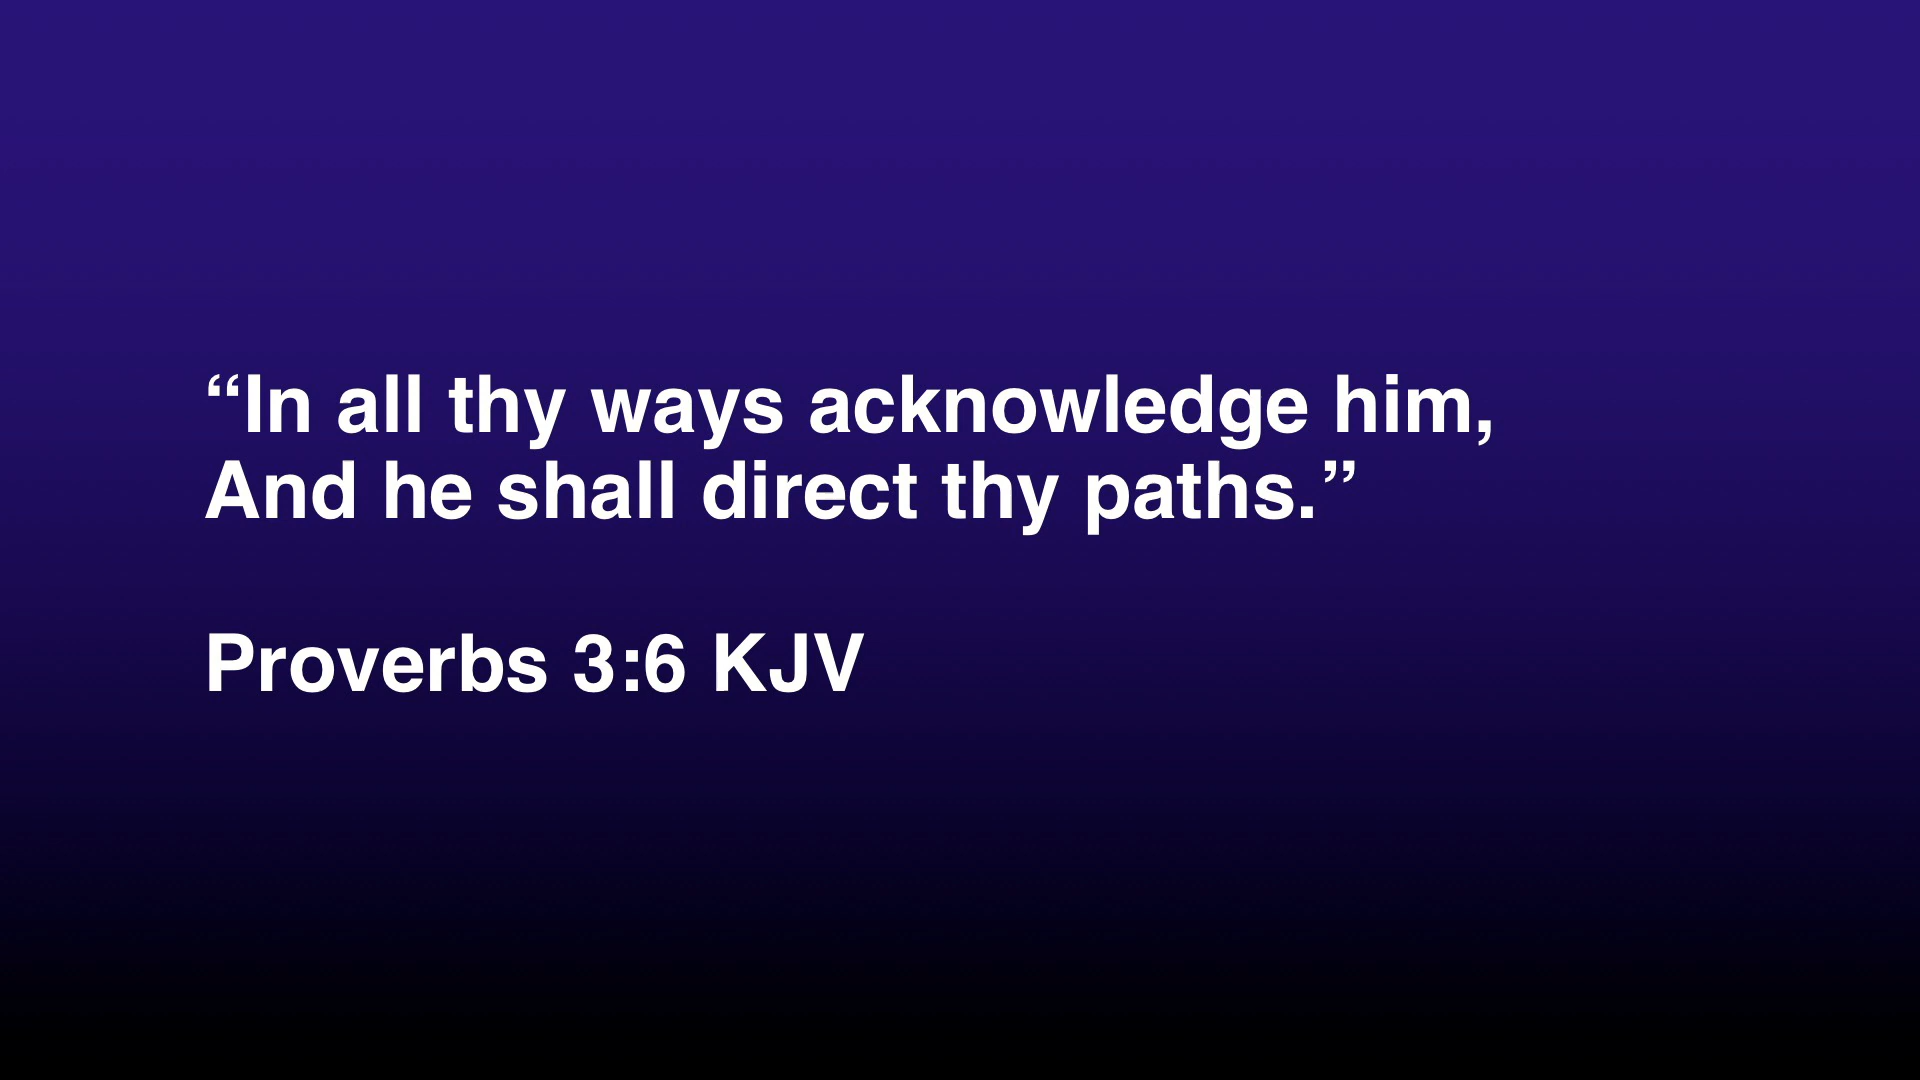 “In all thy ways acknowledge him,
And he shall direct thy paths.”
Proverbs 3:6 KJV